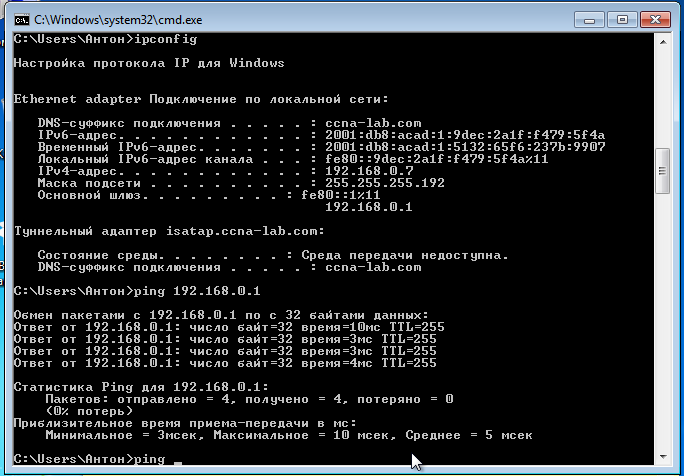 C:\Windows\system32\cmd.exe
C:\Users\Антон>ipconfig
Настройка протокола IP для Windows
Ethernet adapter Подключение по локальной сети:
DNS-суффикс подключения . . . . . : ccna-lab.com
IPv6-адрес. . . . . . . . . . . . : 2001:db8:acad:1:9dec:2a1f:f479:5f4a
Временный IPv6-адрес. . . . . . . : 2001:db8:acad:1:5132:65f6:237b:9907
Локальный IPv6-адрес канала . . . : fe80::9dec:2a1f:f479:5f4a%11
IPv4-адрес. . . . . . . . . . . . : 192.168.0.7
Маска подсети . . . . . . . . . . : 255.255.255.192
Основной шлюз. . . . . . . . . : fe80::1%11
192.168.0.1
Туннельный адаптер isatap.ccna-lab.com:
Состояние среды. . . . . . . . : Среда передачи недоступна.
DNS-суффикс подключения . . . . . : ccna-lab.com
C:\Users\Антон>ping 192.168.0.1
Обмен пакетами с 192.168.0.1 по с 32 байтами данных:
Ответ от 192.168.0.1: число байт=32 время=10мс TTL=255
Ответ от 192.168.0.1: число байт=32 время=3мс TTL=255
Ответ от 192.168.0.1: число байт=32 время=3мс TTL=255
Ответ от 192.168.0.1: число байт=32 время=4мс TTL=255
Статистика Ping для 192.168.0.1:
Пакетов: отправлено = 4, получено = 4, потеряно = 0
(0% потерь)
Приблизительное время приема-передачи в мс:
Минимальное = 3мсек, Максимальное = 10 мсек, Среднее = 5 мсек
C:\Users\Антон>ping